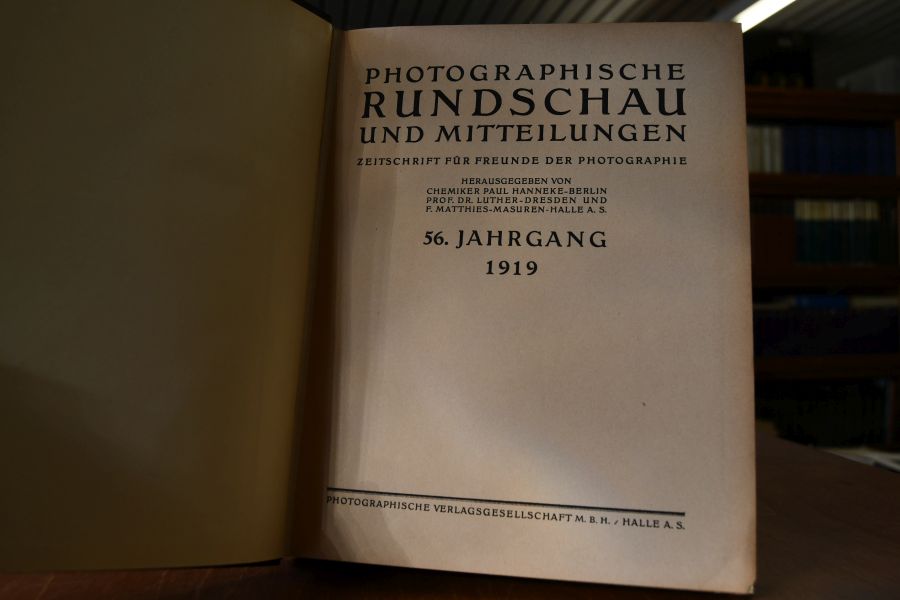 PHOTOGRAPHISCHE
RUNDSCHAU
UND MITTEILUNGEN
ZEITSCHRIFT FÜR FREUNDE DER PHOTOGRAPHIE
HERAUSGEGEBEN VON
CHEMIKER PAUL HANNEKE-BERLIN
PROF. DR. LUTHER-DRESDEN UND
F. MATTHIES-MASUREN-HALLE A. S.
56. JAHRGANG
1919
PHOTOGRAPHISCHE VERLAGSGESELLSCHAFT M. B. H. / HALLE A. S.